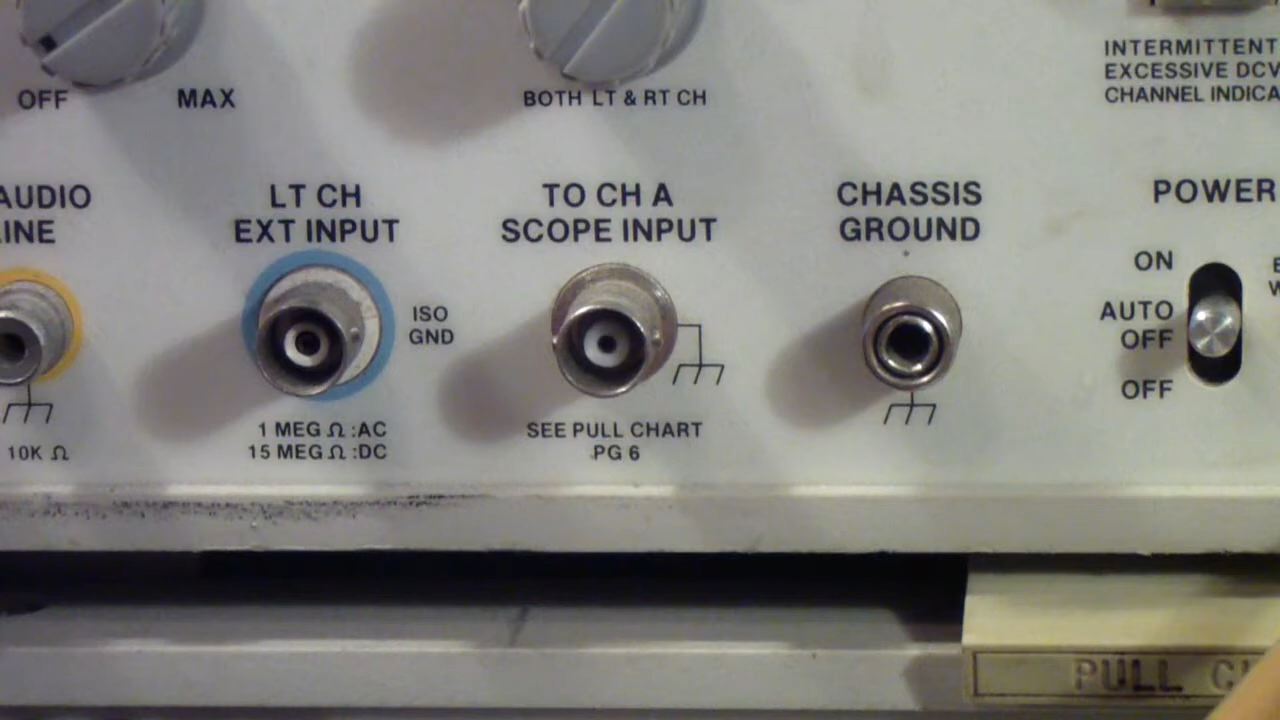 OFF
MAX
BOTH LT & RT CH
INTERMITTENT
EXCESSIVE DCV
CHANNEL INDICA
AUDIO
LINE
LT CH
EXT INPUT
TO CH A
SCOPE INPUT
CHASSIS
GROUND
POWER
ISO
GND
ON
AUTO
OFF
OFF
10K Ω
1 MEG Ω :AC
15 MEG Ω :DC
SEE PULL CHART
PG 6
PULL